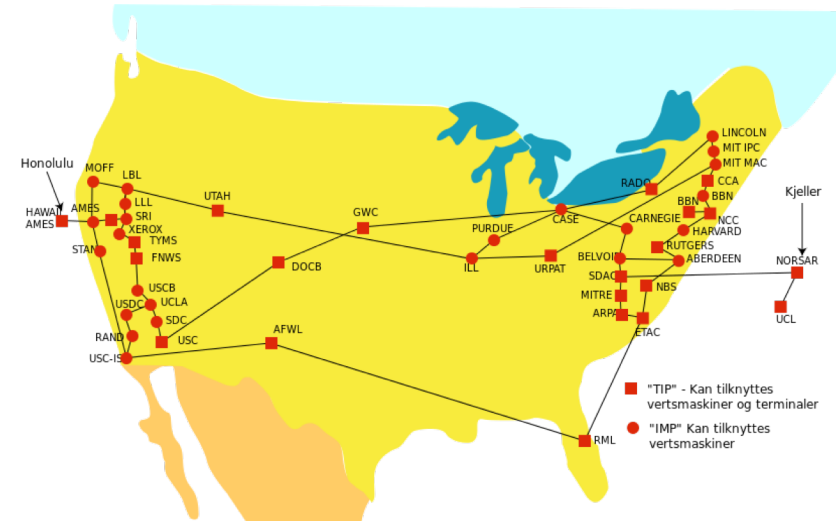 LINCOLN
MIT IPC
MIT MAC
Honolulu
MOFF
LBL
RADC
CCA
Kjeller
UTAH
LLL
BBN
BBN
HAWAII
AMES
AMES
SRI
GWC
CASE
CARNEGIE
NCC
XEROX
PURDUE
HARVARD
TYMS
RUTGERS
STAN
FNWS
DOCB
ILL
URPAT
BELVOIR
ABERDEEN
NORSAR
SDAC
NBS
USCB
MITRE
USDC
UCLA
ARPA
UCL
SDC
ETAC
RAND
USC
AFWL
USC-ISI
"TIP" - Kan tilknyttes
vertsmaskiner og terminaler
"IMP" Kan tilknyttes
vertsmaskiner
RML